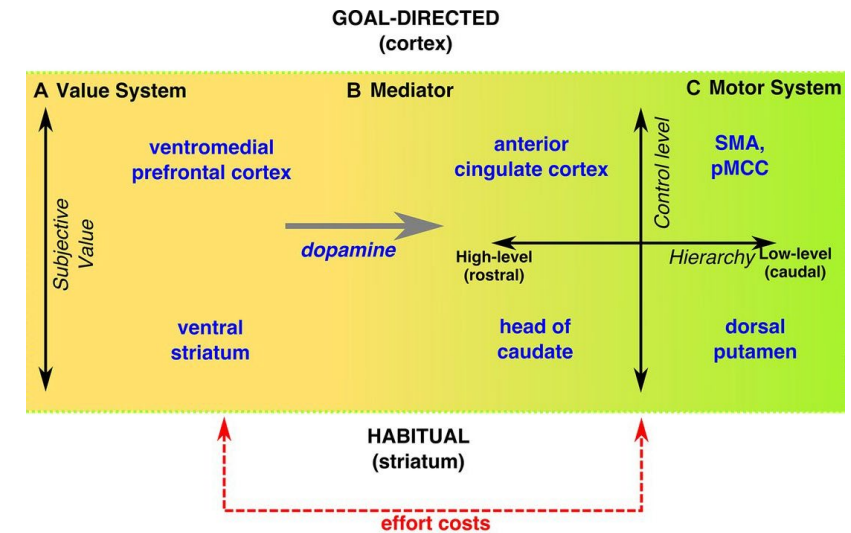 GOAL-DIRECTED
(cortex)
A Value System
B Mediator
C Motor System
ventromedial
prefrontal cortex
anterior
cingulate cortex
SMA,
pMCC
Control level
Subjective
Value
dopamine
High-level
(rostral)
Hierarchy
Low-level
(caudal)
ventral
striatum
head of
caudate
dorsal
putamen
HABITUAL
(striatum)
effort costs